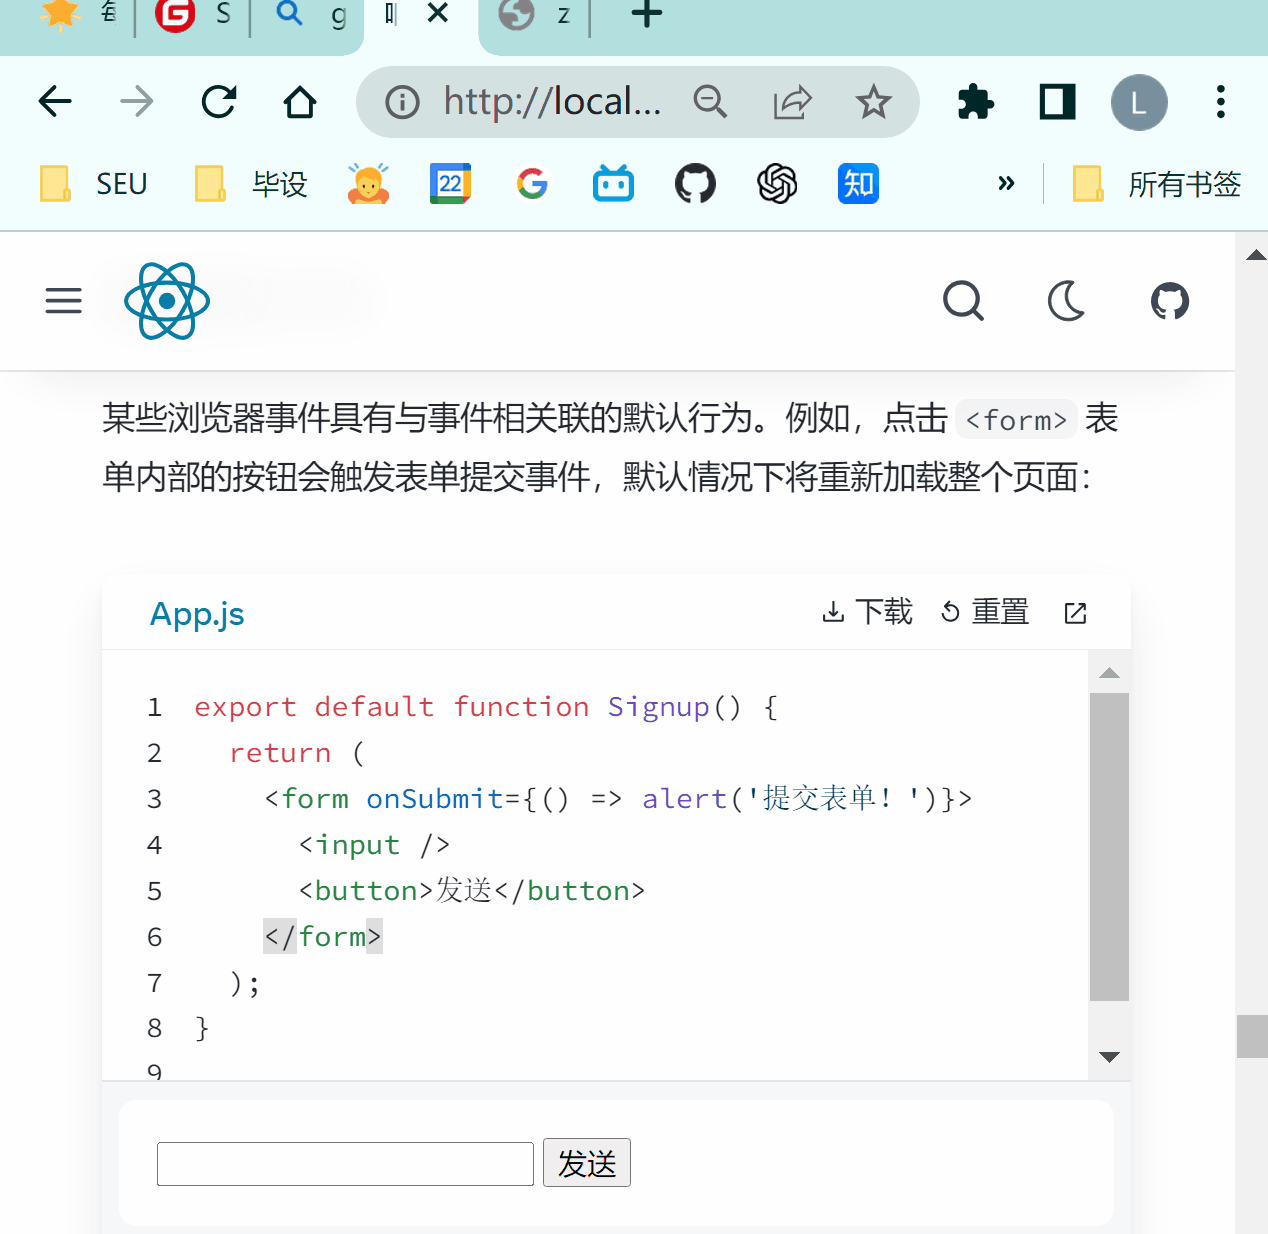 S
g
z
http://local...
SEU
毕设
22
知
»
所有书签
L
某些浏览器事件具有与事件相关联的默认行为。例如，点击 <form> 表
单内部的按钮会触发表单提交事件，默认情况下将重新加载整个页面：
App.js
下载
重置
1 export default function Signup() {
2 return (
3 <form onSubmit={() => alert('提交表单！')}>
4 <input />
5 <button>发送</button>
6 </form>
7 );
8 }
9
发送